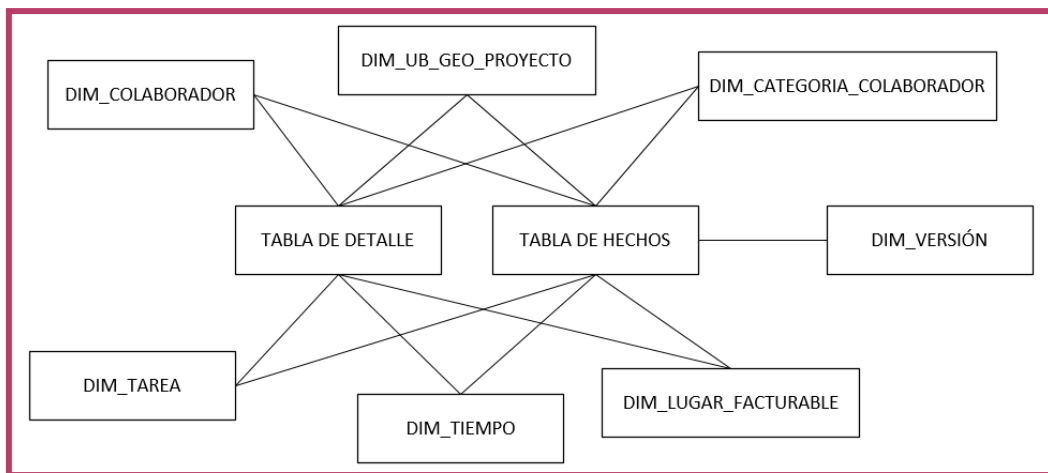 DIM_UB_GEO_PROYECTO
DIM_COLABORADOR
DIM_CATEGORIA_COLABORADOR
TABLA DE DETALLE
TABLA DE HECHOS
DIM_VERSIÓN
DIM_TAREA
DIM_TIEMPO
DIM_LUGAR_FACTURABLE